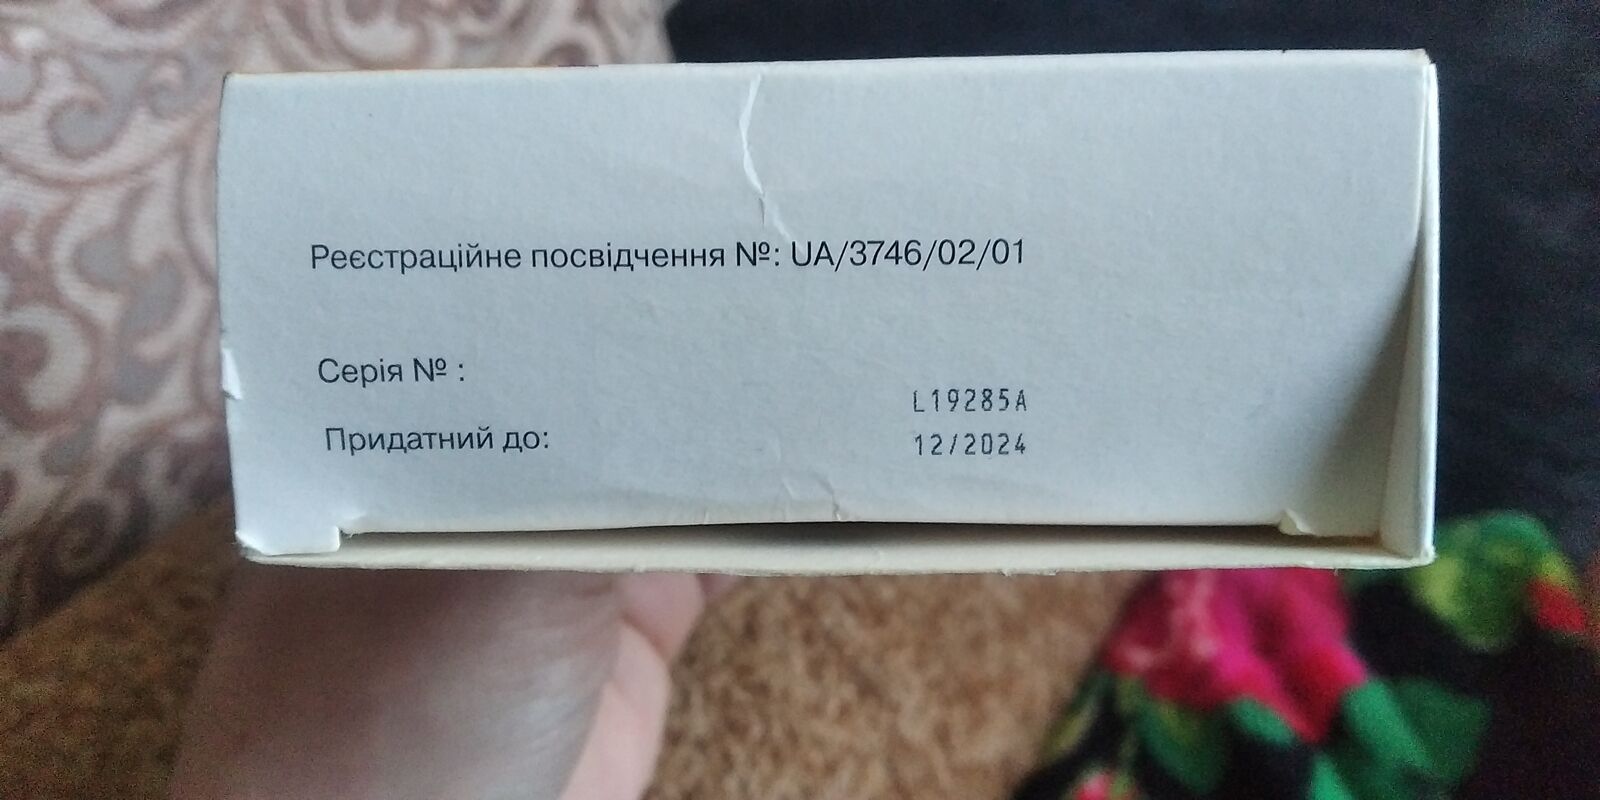 Реєстраційне посвідчення №: UA/3746/02/01
Серія № :
L19285A
Придатний до:
12/2024